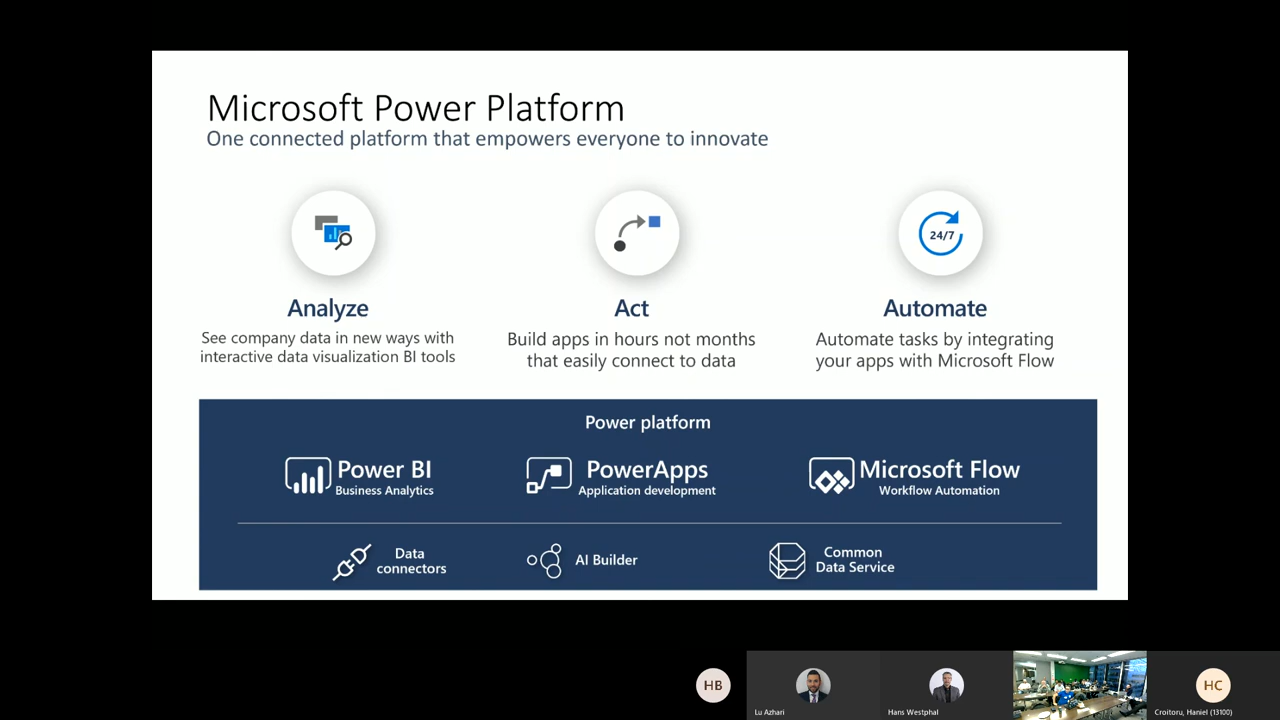 Microsoft Power Platform
One connected platform that empowers everyone to innovate
24/7
Analyze
See company data in new ways with
interactive data visualization BI tools
Act
Build apps in hours not months
that easily connect to data
Automate
Automate tasks by integrating
your apps with Microsoft Flow
Power platform
Power BI
Business Analytics
PowerApps
Application development
Microsoft Flow
Workflow Automation
Data
connectors
AI Builder
Common
Data Service
HB
Lu Azhari
Hans Westphal
HC
Croitoru, Haniel (13100)